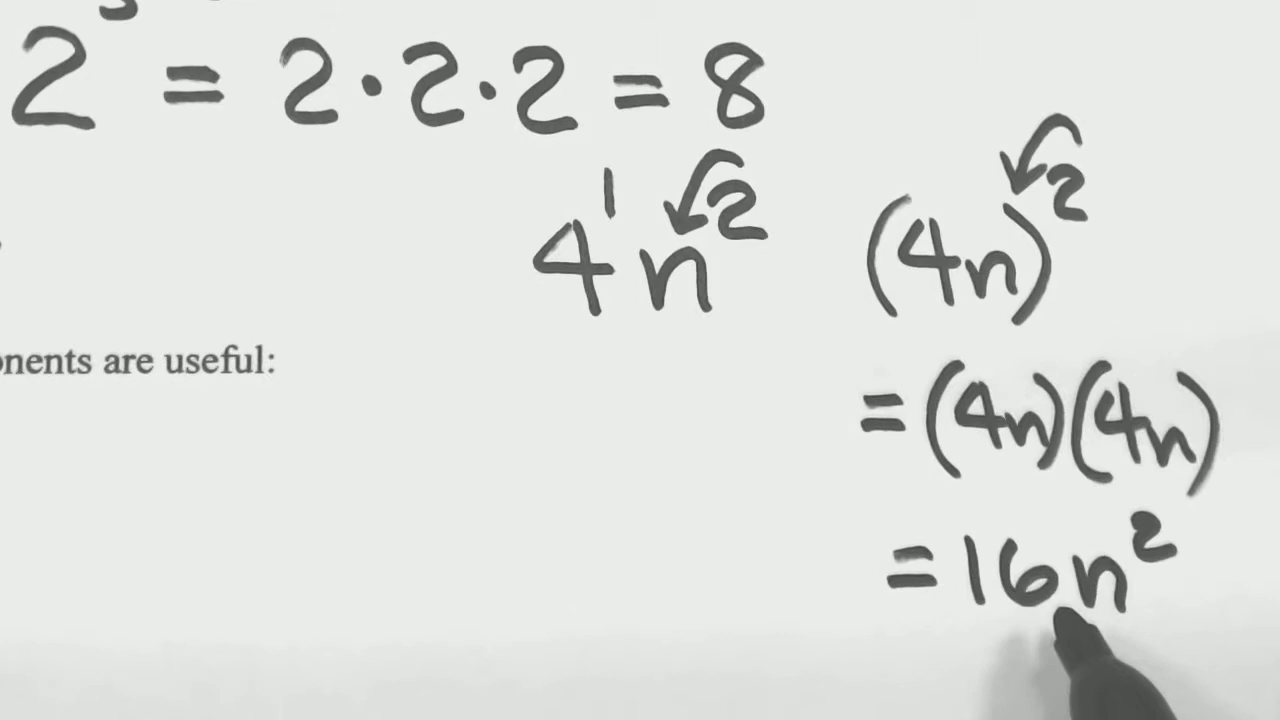 2³ = 2·2·2 = 8
4¹n² (4n)²
onents are useful:
= (4n)(4n)
= 16n²